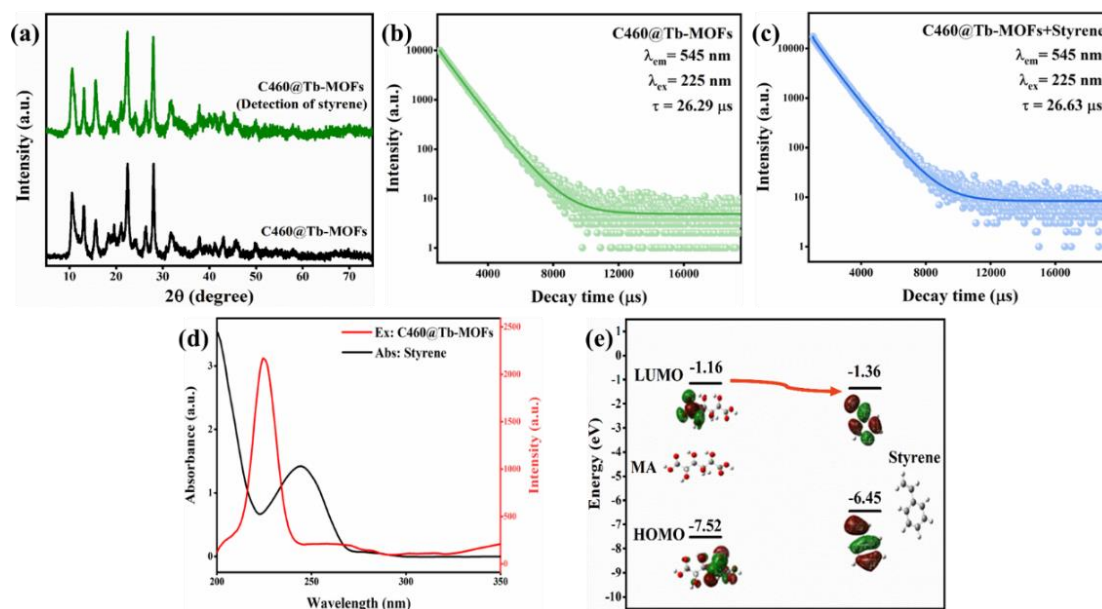 (a)
C460@Tb-MOFs
(Detection of styrene)
C460@Tb-MOFs
Intensity (a.u.)
10 20 30 40 50 60 70
2θ (degree)
(b)
C460@Tb-MOFs
λem = 545 nm
λex = 225 nm
τ = 26.29 μs
Intensity (a.u.)
10000
1000
100
10
1
4000 8000 12000 16000
Decay time (μs)
(c)
C460@Tb-MOFs+Styrene
λem = 545 nm
λex = 225 nm
τ = 26.63 μs
Intensity (a.u.)
10000
1000
100
10
1
4000 8000 12000 16000
Decay time (μs)
(d)
Ex: C460@Tb-MOFs
Abs: Styrene
Absorbance (a.u.)
3
2
1
0
2500
2000
1500
1000
500
0
Intensity (a.u.)
200 250 300 350
Wavelength (nm)
(e)
Energy (eV)
1
0
-1
-2
-3
-4
-5
-6
-7
-8
-9
-10
LUMO -1.16
-1.36
MA
Styrene
-6.45
HOMO -7.52